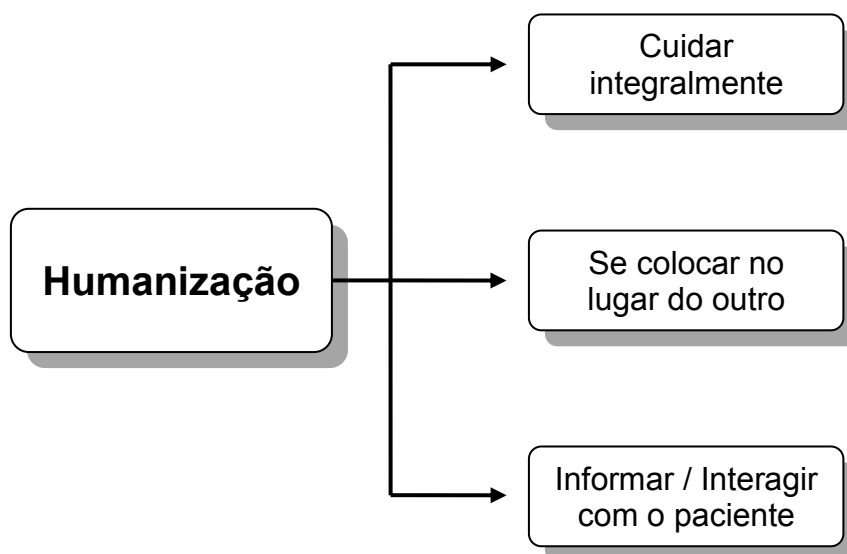 Cuidar
integralmente
Humanização
Se colocar no
lugar do outro
Informar / Interagir
com o paciente